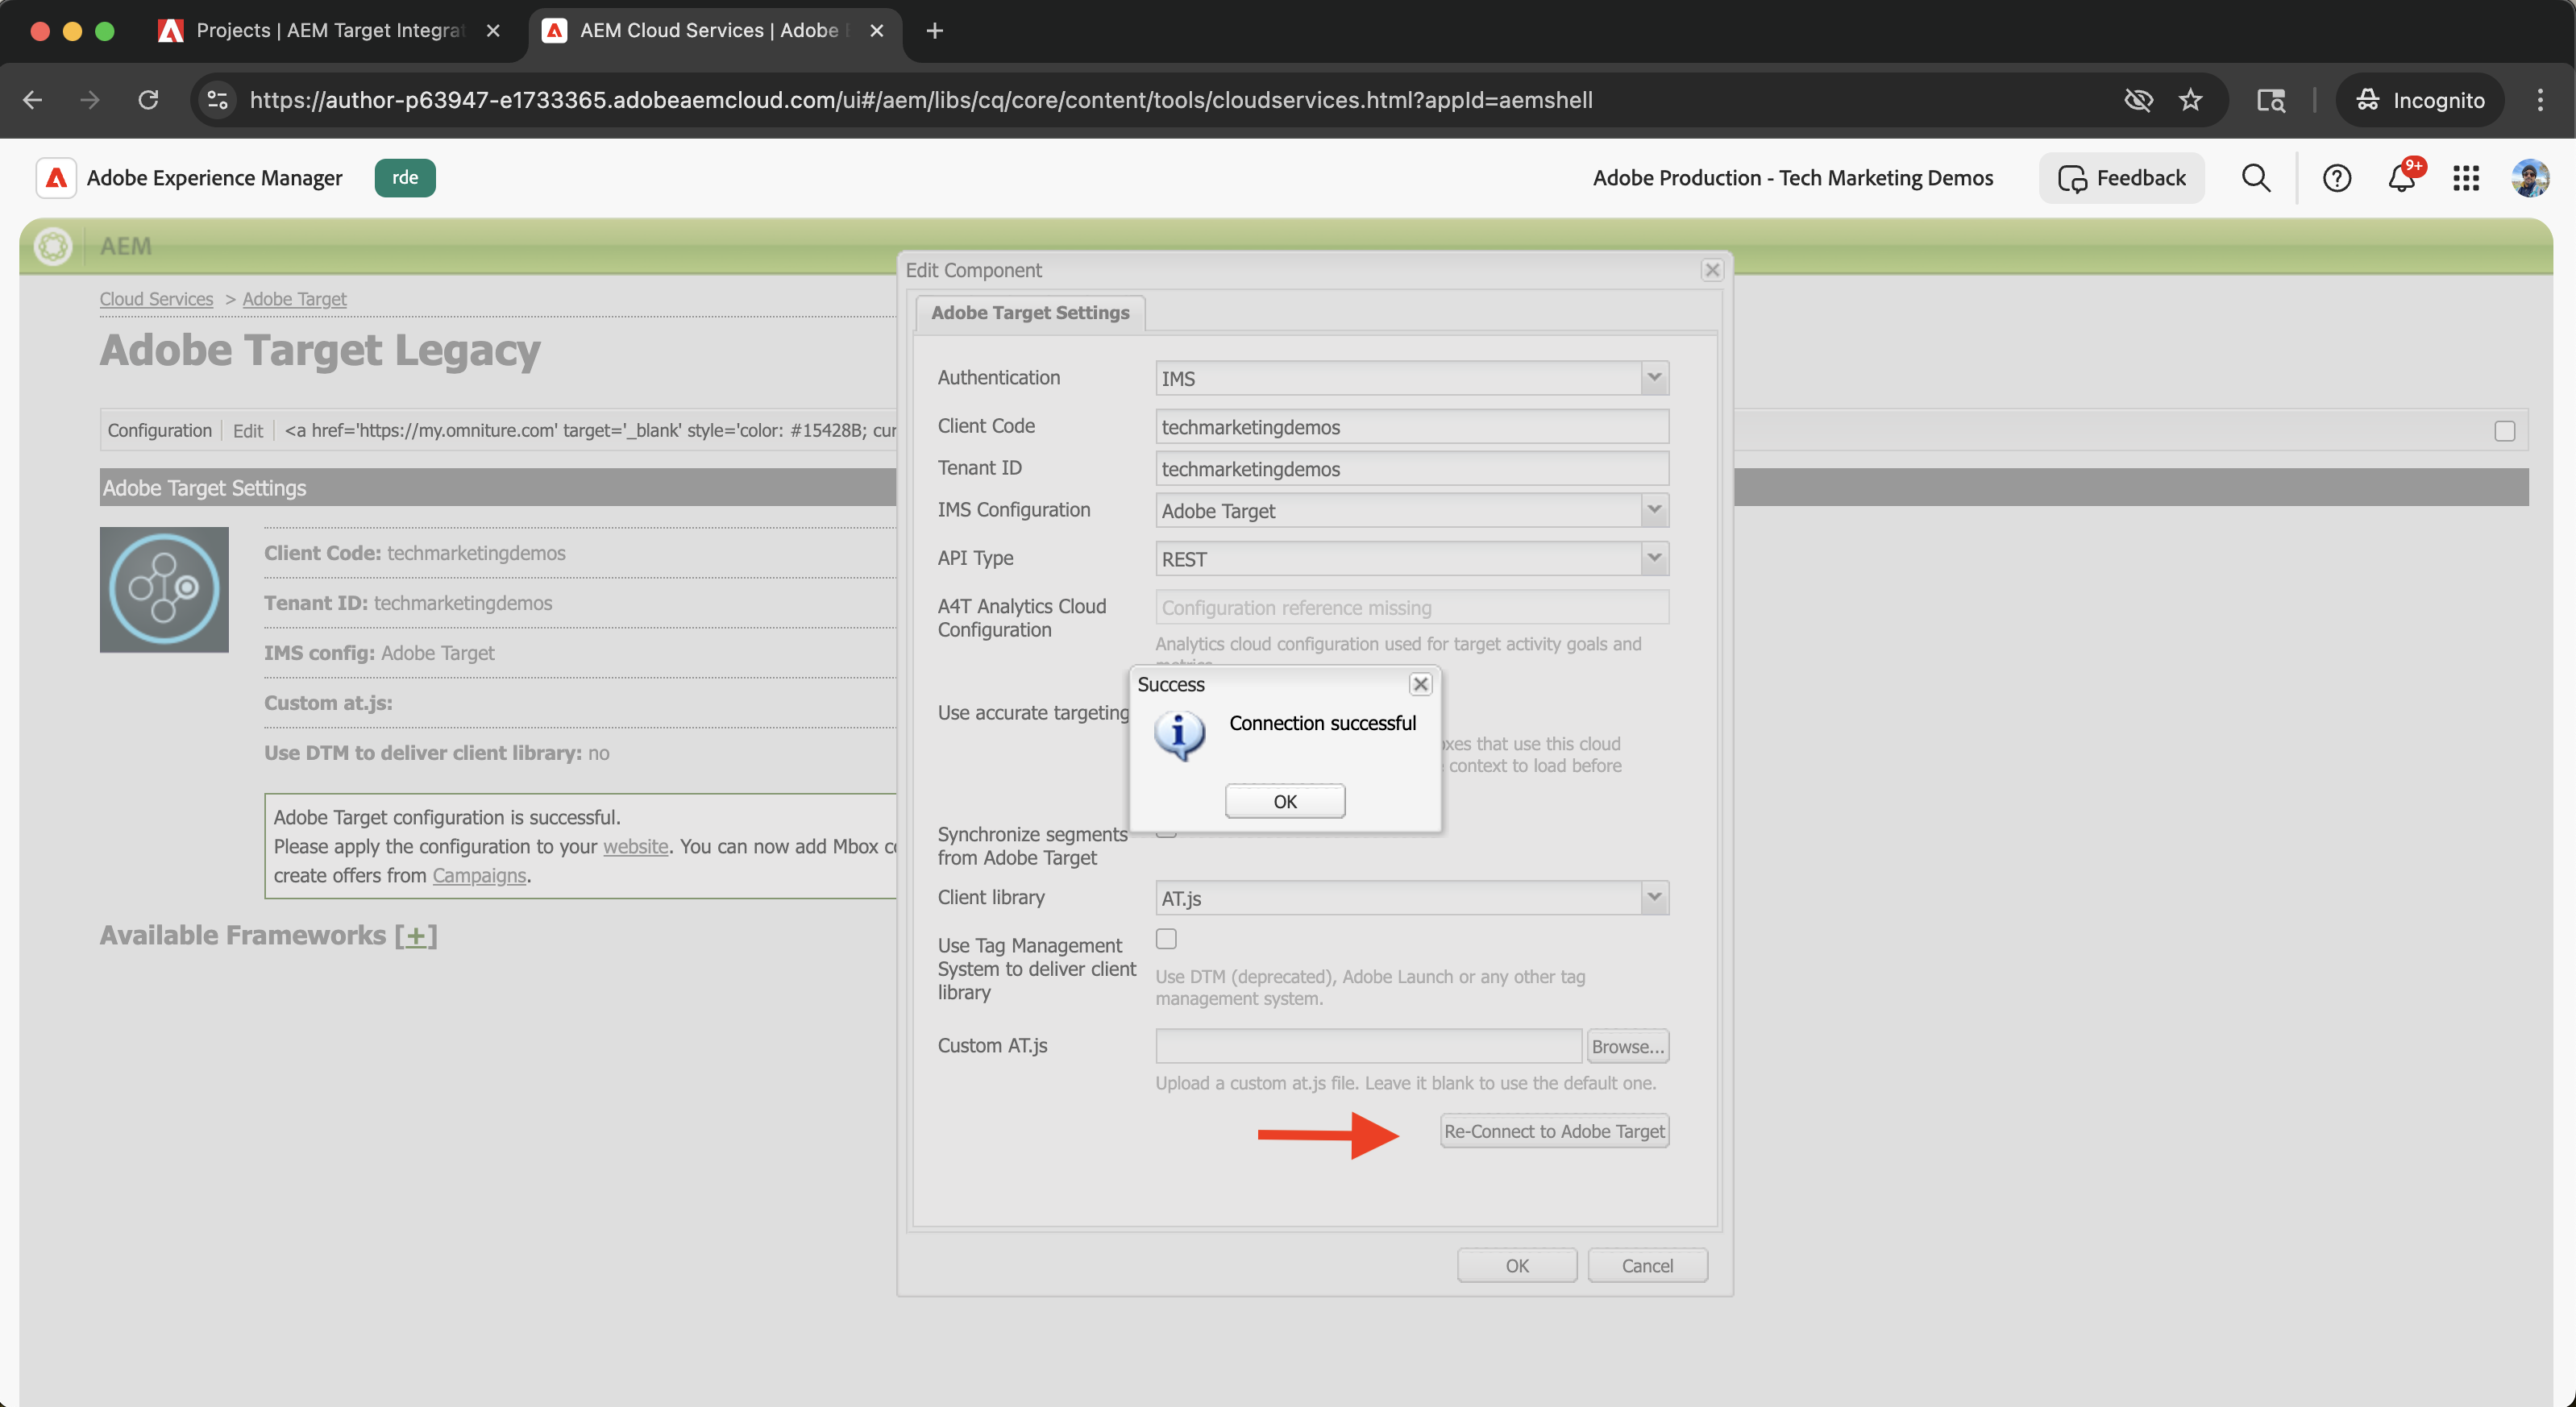 Projects | AEM Target Integrat
AEM Cloud Services | Adobe E
https://author-p63947-e1733365.adobeaemcloud.com/ui#/aem/libs/cq/core/content/tools/cloudservices.html?appId=aemshell
Incognito
Adobe Experience Manager
rde
Adobe Production - Tech Marketing Demos
Feedback
9+
AEM
Cloud Services > Adobe Target
Adobe Target Legacy
Configuration Edit <a href='https://my.omniture.com' target='_blank' style='color: #15428B; cur
Adobe Target Settings
Client Code: techmarketingdemos
Tenant ID: techmarketingdemos
IMS config: Adobe Target
Custom at.js:
Use DTM to deliver client library: no
Adobe Target configuration is successful.
Please apply the configuration to your website. You can now add Mbox co
create offers from Campaigns.
Available Frameworks [+]
Edit Component
Adobe Target Settings
Authentication
IMS
Client Code
techmarketingdemos
Tenant ID
techmarketingdemos
IMS Configuration
Adobe Target
API Type
REST
A4T Analytics Cloud
Configuration
Configuration reference missing
Analytics cloud configuration used for target activity goals and
Success
Connection successful
OK
Use accurate targeting
oxes that use this cloud
context to load before
Synchronize segments
from Adobe Target
Client library
AT.js
Use Tag Management
System to deliver client
library
Use DTM (deprecated), Adobe Launch or any other tag
management system.
Custom AT.js
Browse...
Upload a custom at.js file. Leave it blank to use the default one.
Re-Connect to Adobe Target
OK
Cancel